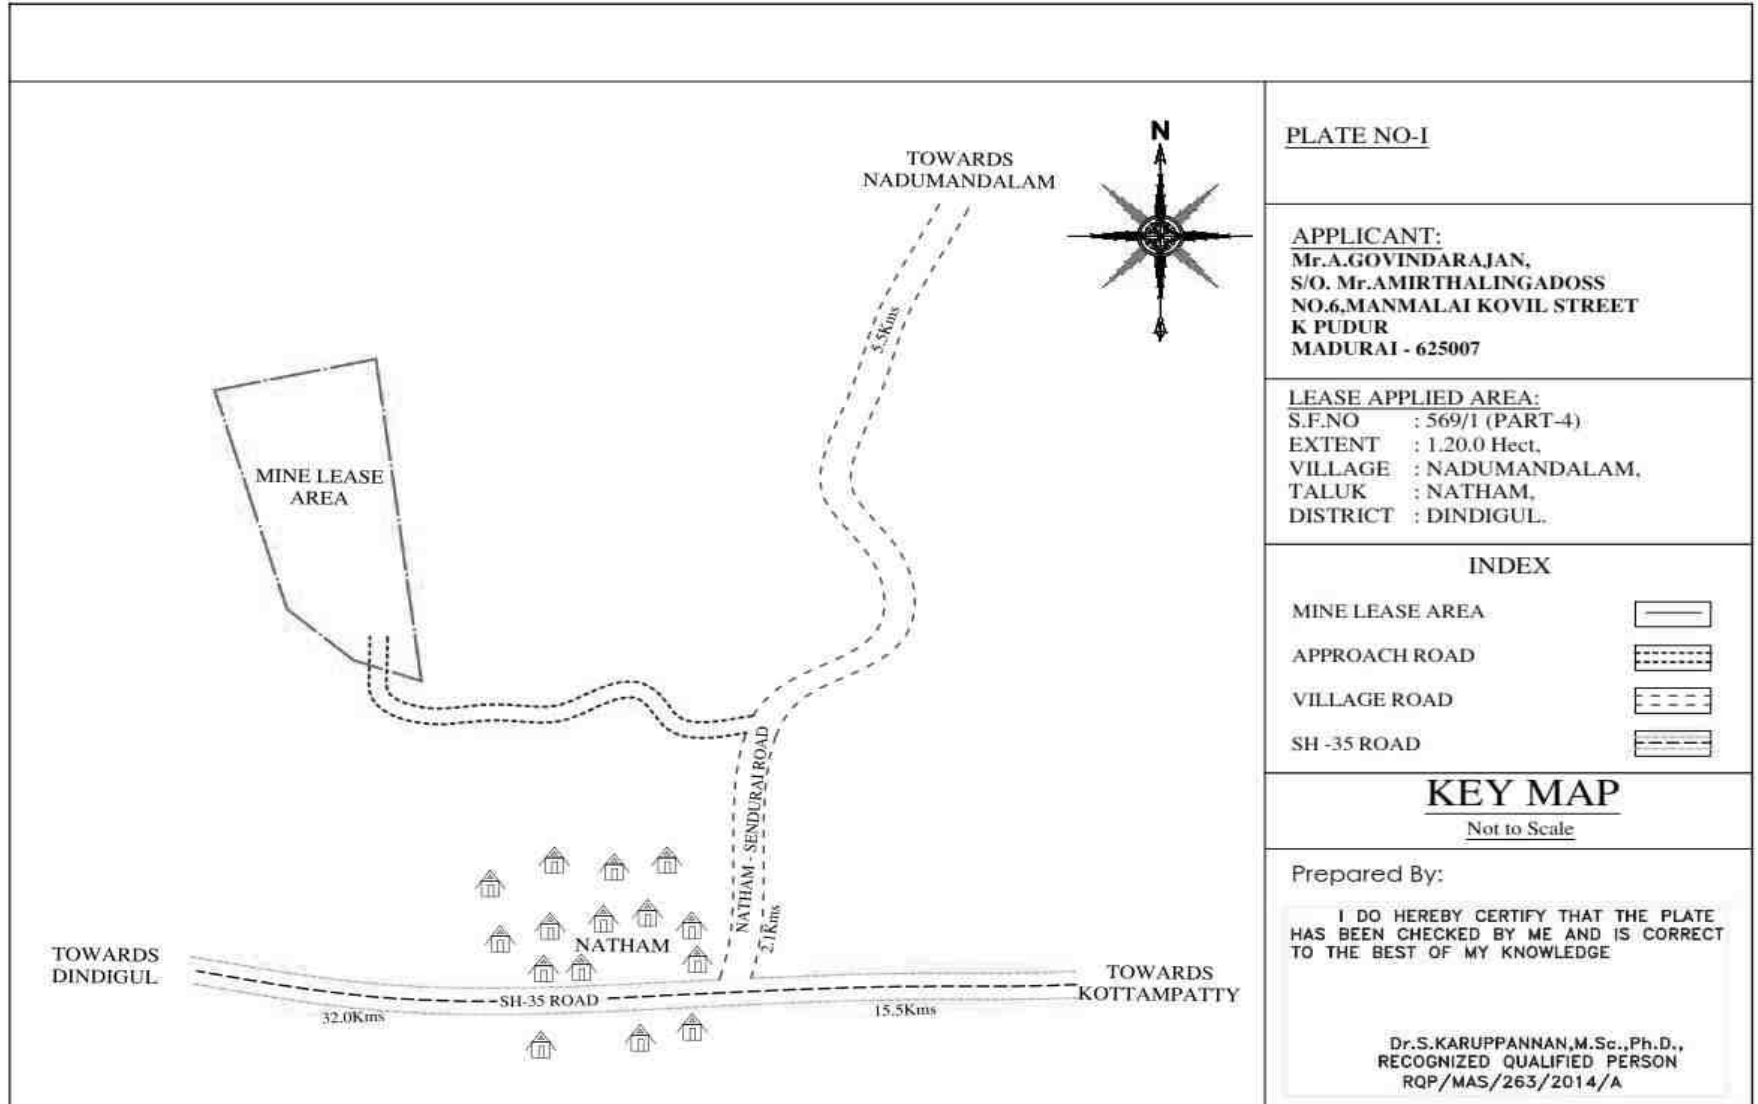 TOWARDS
NADUMANDALAM
N
5.5Kms
MINE LEASE
AREA
NATHAM - SENDURAI ROAD
2.1Kms
NATHAM
TOWARDS
DINDIGUL
SH-35 ROAD
32.0Kms
15.5Kms
TOWARDS
KOTTAMPATTY
PLATE NO-I
APPLICANT:
Mr.A.GOVINDARAJAN,
S/O. Mr.AMIRTHALINGADOSS
NO.6,MANMALAI KOVIL STREET
K PUDUR
MADURAI - 625007
LEASE APPLIED AREA:
S.F.NO : 569/1 (PART-4)
EXTENT : 1.20.0 Hect,
VILLAGE : NADUMANDALAM,
TALUK : NATHAM,
DISTRICT : DINDIGUL.
INDEX
MINE LEASE AREA
APPROACH ROAD
VILLAGE ROAD
SH -35 ROAD
KEY MAP
Not to Scale
Prepared By:
I DO HEREBY CERTIFY THAT THE PLATE
HAS BEEN CHECKED BY ME AND IS CORRECT
TO THE BEST OF MY KNOWLEDGE
Dr.S.KARUPPANNAN,M.Sc.,Ph.D.,
RECOGNIZED QUALIFIED PERSON
RQP/MAS/263/2014/A